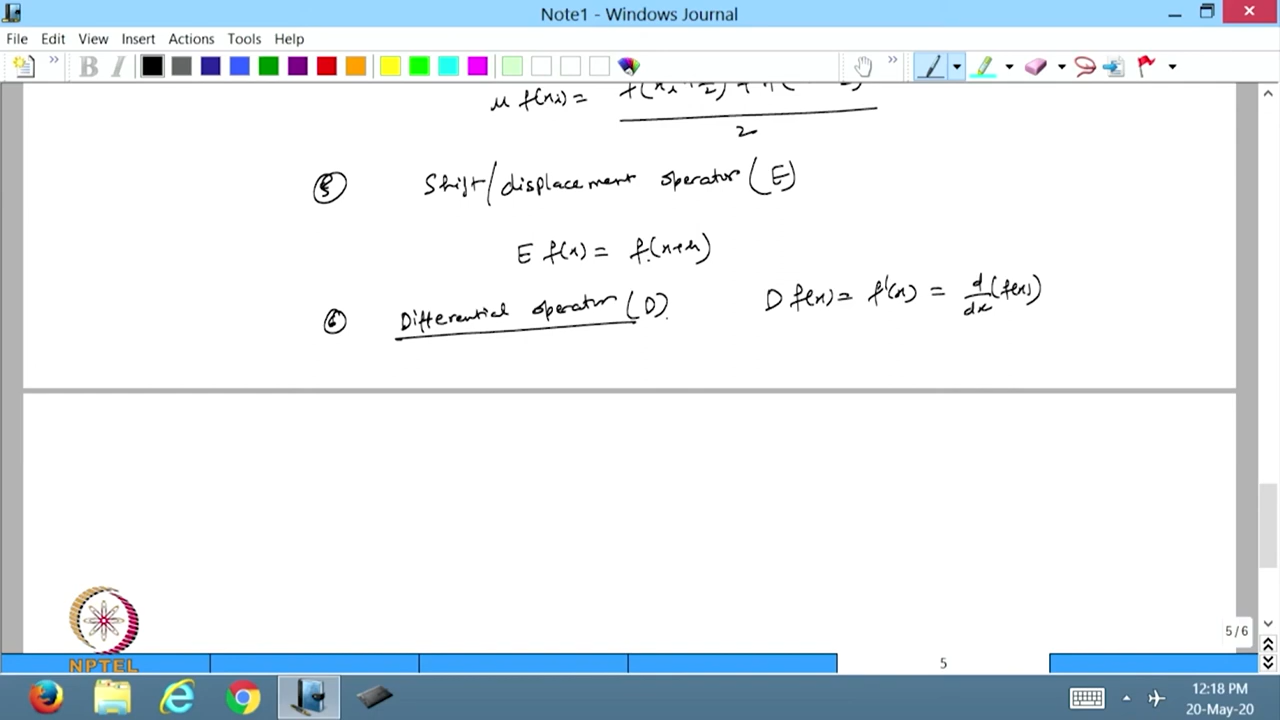 Note1 - Windows Journal
File Edit View Insert Actions Tools Help
μ f(xi) =
2
⑤ Shift/displacement operator (E)
E f(x) = f(x+h)
⑥ Differential operator (D). D f(x) = f'(x) = d/dx (f(x))
5 / 6
NPTEL
5
12:18 PM
20-May-20